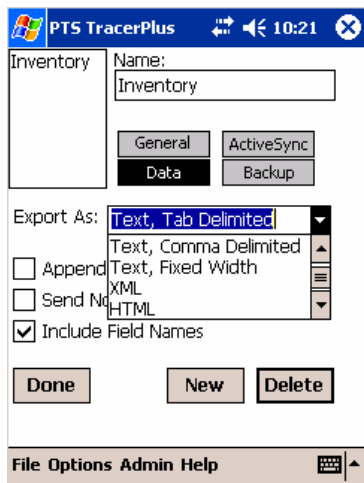 PTS TracerPlus 10:21
Inventory
Name:
Inventory
General ActiveSync
Data Backup
Export As: Text, Tab Delimited
Text, Comma Delimited
Text, Fixed Width
XML
HTML
Append
Send
Include Field Names
Done New Delete
File Options Admin Help